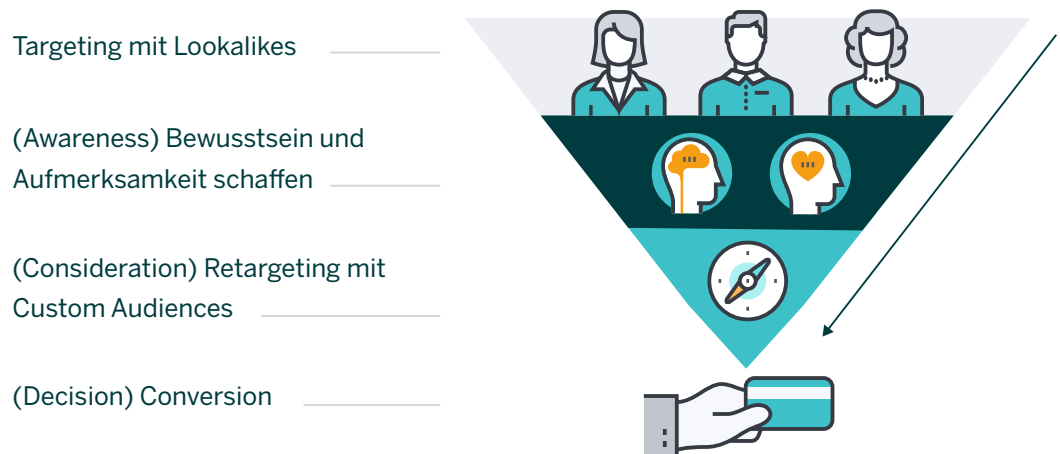 Targeting mit Lookalikes
(Awareness) Bewusstsein und
Aufmerksamkeit schaffen
(Consideration) Retargeting mit
Custom Audiences
(Decision) Conversion